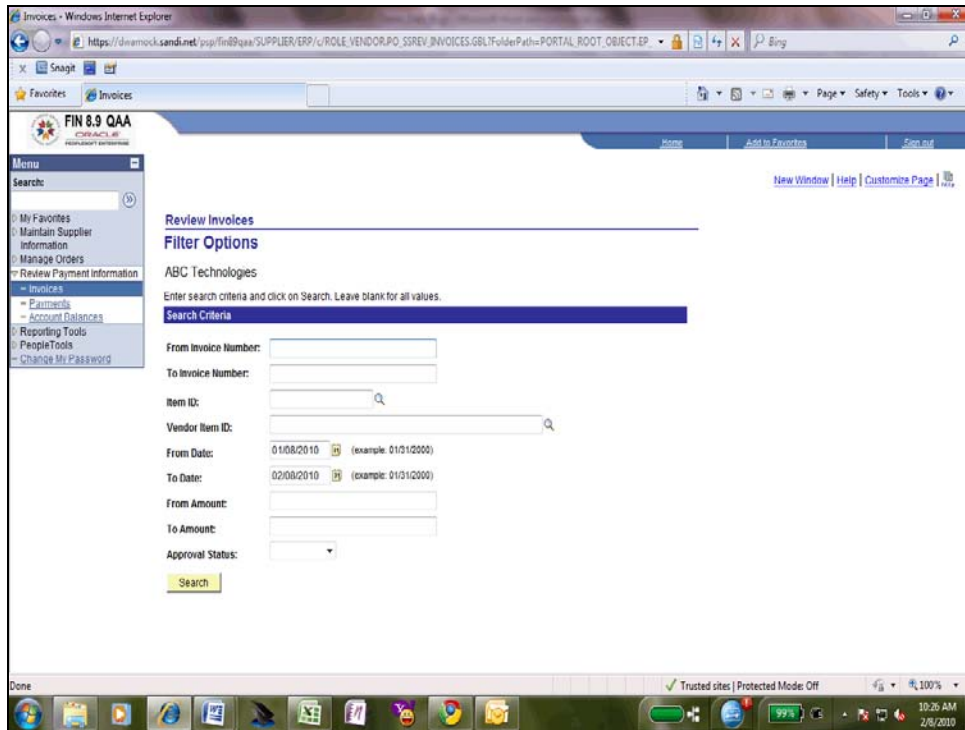 Invoices - Windows Internet Explorer
https://dwamock.sandi.net/psp/fin89qaa/SUPPLIER/ERP/c/ROLE_VENDOR.PO_SSREV_INVOICES.GBL?FolderPath=PORTAL_ROOT_OBJECT.EP_
Bing
x Snagit
Favorites Invoices Page Safety Tools
FIN 8.9 QAA
ORACLE
PEOPLESOFT ENTERPRISE
Home Add to Favorites Sign out
Menu
New Window | Help | Customize Page |
Search:
My Favorites
Maintain Supplier
Information
Manage Orders
Review Payment Information
– Invoices
– Payments
– Account Balances
Reporting Tools
PeopleTools
– Change My Password
Review Invoices
Filter Options
ABC Technologies
Enter search criteria and click on Search. Leave blank for all values.
Search Criteria
From Invoice Number:
To Invoice Number:
Item ID:
Vendor Item ID:
From Date: 01/08/2010 (example: 01/31/2000)
To Date: 02/08/2010 (example: 01/31/2000)
From Amount:
To Amount:
Approval Status:
Search
Done Trusted sites | Protected Mode: Off 100%
99% 10:26 AM
2/8/2010